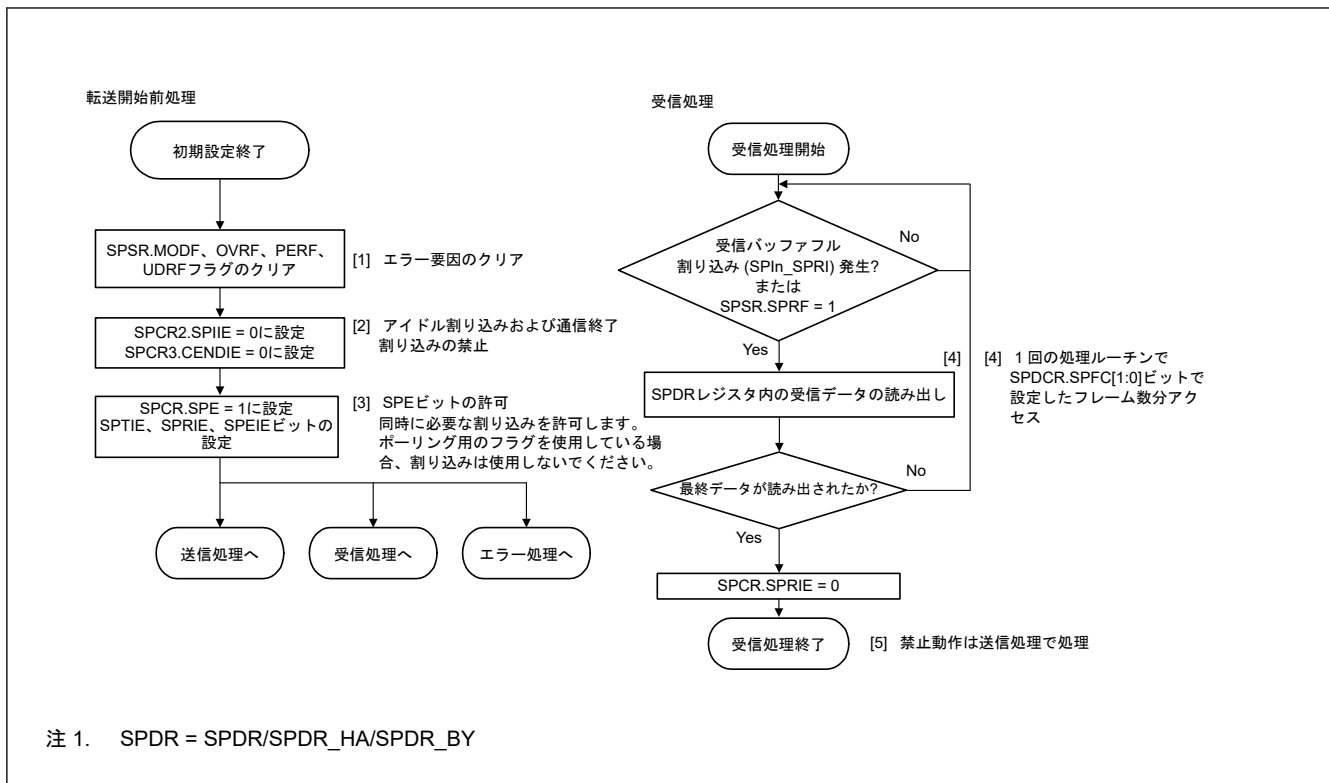 転送開始前処理
初期設定終了
SPSR.MODF、OVRF、PERF、
UDRFフラグのクリア
[1] エラー要因のクリア
SPCR2.SPIIE = 0に設定
SPCR3.CENDIE = 0に設定
[2] アイドル割り込みおよび通信終了
割り込みの禁止
SPCR.SPE = 1に設定
SPTIE、SPRIE、SPEIEビットの
設定
[3] SPEビットの許可
同時に必要な割り込みを許可します。
ポーリング用のフラグを使用している場
合、割り込みは使用しないでください。
送信処理へ
受信処理へ
エラー処理へ
受信処理
受信処理開始
受信バッファフル
割り込み (SPIn_SPRI) 発生?
または
SPSR.SPRF = 1
No
Yes
[4]
[4] 1 回の処理ルーチンで
SPDCR.SPFC[1:0]ビットで
設定したフレーム数分アク
セス
SPDRレジスタ内の受信データの読み出し
最終データが読み出されたか?
No
Yes
SPCR.SPRIE = 0
受信処理終了
[5] 禁止動作は送信処理で処理
注 1. SPDR = SPDR/SPDR_HA/SPDR_BY